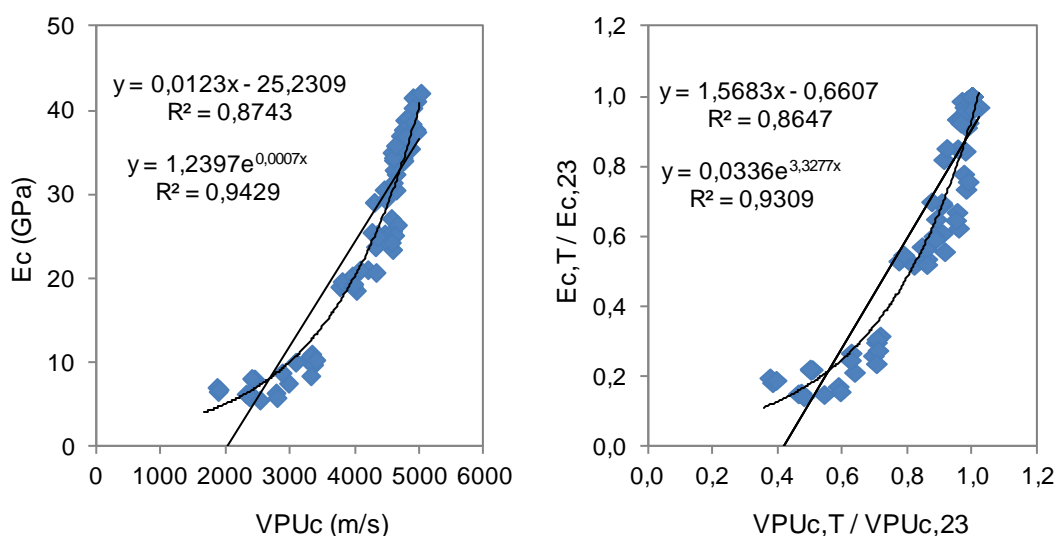 50
40
30
20
10
0
Ec (GPa)
y = 0,0123x - 25,2309
R² = 0,8743
y = 1,2397e^0,0007x
R² = 0,9429
0 1000 2000 3000 4000 5000 6000
VPUc (m/s)
1,2
1,0
0,8
0,6
0,4
0,2
0,0
Ec,T / Ec,23
y = 1,5683x - 0,6607
R² = 0,8647
y = 0,0336e^3,3277x
R² = 0,9309
0,0 0,2 0,4 0,6 0,8 1,0 1,2
VPUc,T / VPUc,23